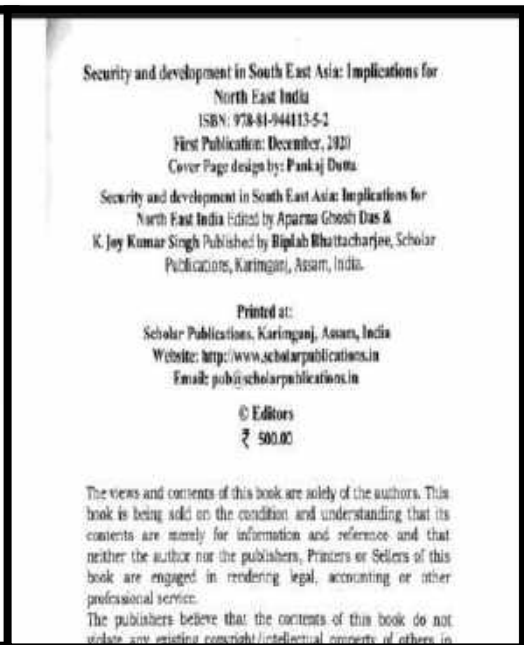 Security and development in South East Asia: Implications for
North East India
ISBN: 978-81-944113-5-2
First Publication: December, 2020
Cover Page design by: Pankaj Dutta
Security and development in South East Asia: Implications for
North East India Edited by Aparna Ghosh Das &
K. Joy Kumar Singh Published by Biplab Bhattacharjee, Scholar
Publications, Karimganj, Assam, India.
Printed at:
Scholar Publications, Karimganj, Assam, India
Website: http://www.scholarpublications.in
Email: pub@scholarpublications.in
© Editors
₹ 500.00
The views and contents of this book are solely of the authors. This
book is being sold on the condition and understanding that its
contents are merely for information and reference and that
neither the author nor the publishers, Printers or Sellers of this
book are engaged in rendering legal, accounting or other
professional service.
The publishers believe that the contents of this book do not
violate any existing copyright/intellectual property of others in